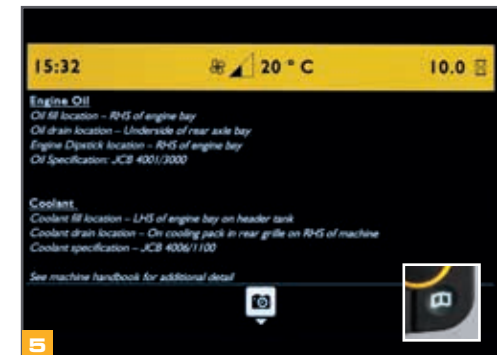 15:32 20 ° C 10.0
Engine Oil
Oil fill location – RHS of engine bay
Oil drain location – Underside of rear axle bay
Engine Dipstick location – RHS of engine bay
Oil Specification: JCB 4001/3000
Coolant
Coolant fill location – LHS of engine bay on header tank
Coolant drain location – On cooling pack in rear grille on RHS of machine
Coolant specification – JCB 4006/1100
See machine handbook for additional detail
5